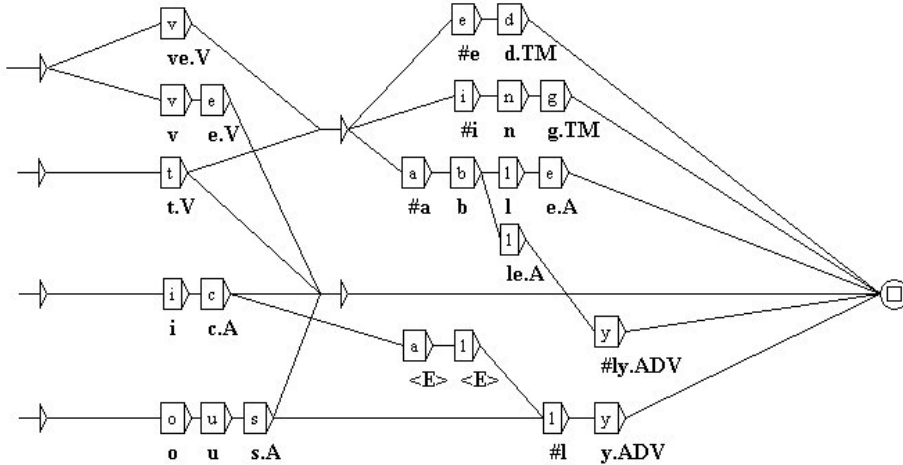 v e d
ve.V #e d.TM
v e i n g
v e.V #i n g.TM
t a b l e
t.V #a b l e.A
l
le.A
i c
i c.A
a l y
<E> <E> #ly.ADV
o u s l y
o u s.A #l y.ADV